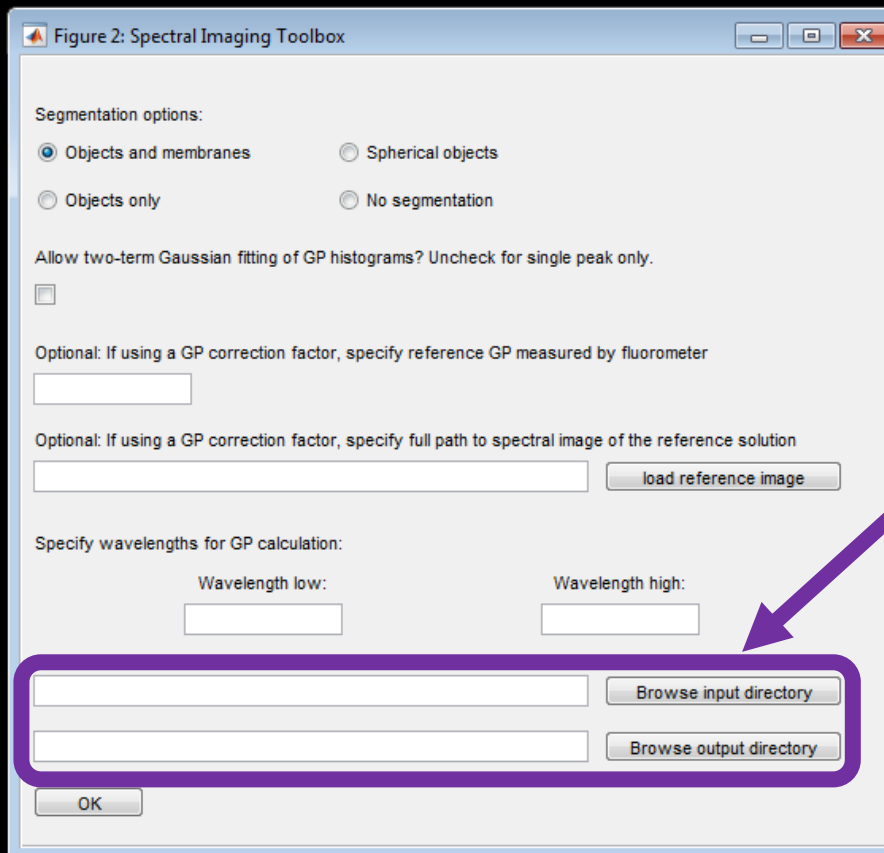 Figure 2: Spectral Imaging Toolbox
Segmentation options:
Objects and membranes Spherical objects
Objects only No segmentation
Allow two-term Gaussian fitting of GP histograms? Uncheck for single peak only.
Optional: If using a GP correction factor, specify reference GP measured by fluorometer
Optional: If using a GP correction factor, specify full path to spectral image of the reference solution
load reference image
Specify wavelengths for GP calculation:
Wavelength low: Wavelength high:
Browse input directory
Browse output directory
OK